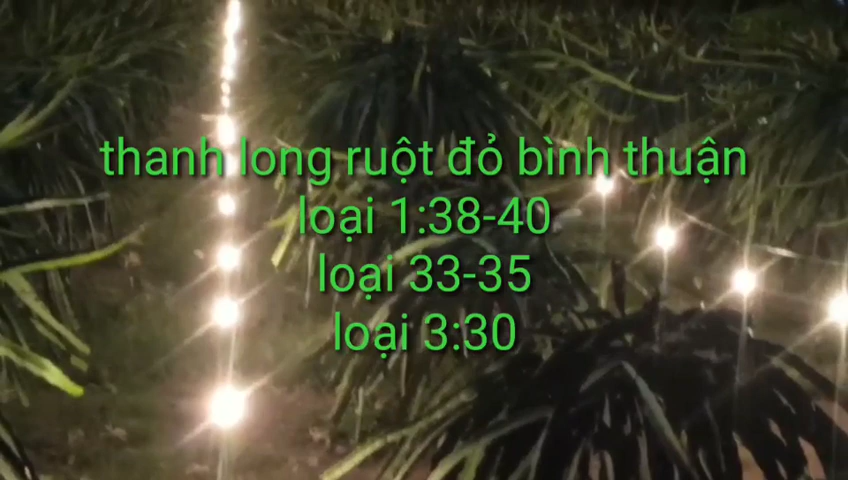 thanh long ruột đỏ bình thuận
loại 1:38-40
loại 33-35
loại 3:30